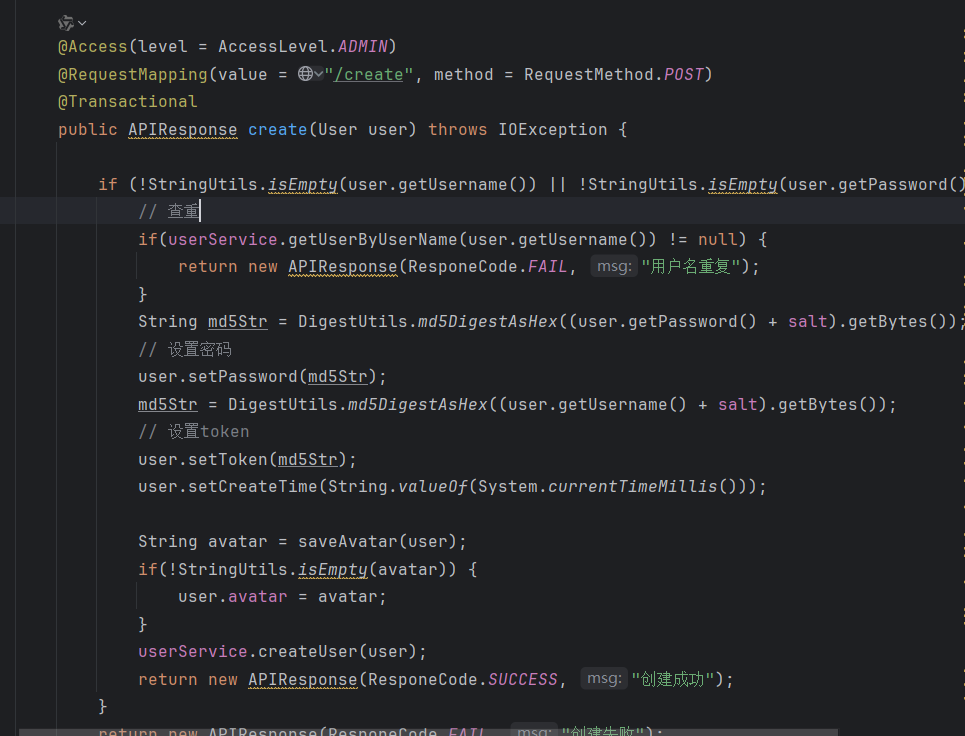 @Access(level = AccessLevel.ADMIN)
@RequestMapping(value = "/create", method = RequestMethod.POST)
@Transactional
public APIResponse create(User user) throws IOException {
if (!StringUtils.isEmpty(user.getUsername()) || !StringUtils.isEmpty(user.getPassword()
// 查重
if(userService.getUserByUserName(user.getUsername()) != null) {
return new APIResponse(ResponeCode.FAIL, msg: "用户名重复");
}
String md5Str = DigestUtils.md5DigestAsHex((user.getPassword() + salt).getBytes());
// 设置密码
user.setPassword(md5Str);
md5Str = DigestUtils.md5DigestAsHex((user.getUsername() + salt).getBytes());
// 设置token
user.setToken(md5Str);
user.setCreateTime(String.valueOf(System.currentTimeMillis()));
String avatar = saveAvatar(user);
if(!StringUtils.isEmpty(avatar)) {
user.avatar = avatar;
}
userService.createUser(user);
return new APIResponse(ResponeCode.SUCCESS, msg: "创建成功");
}
return new APIResponse(ResponeCode.FAIL, msg: "创建失败");